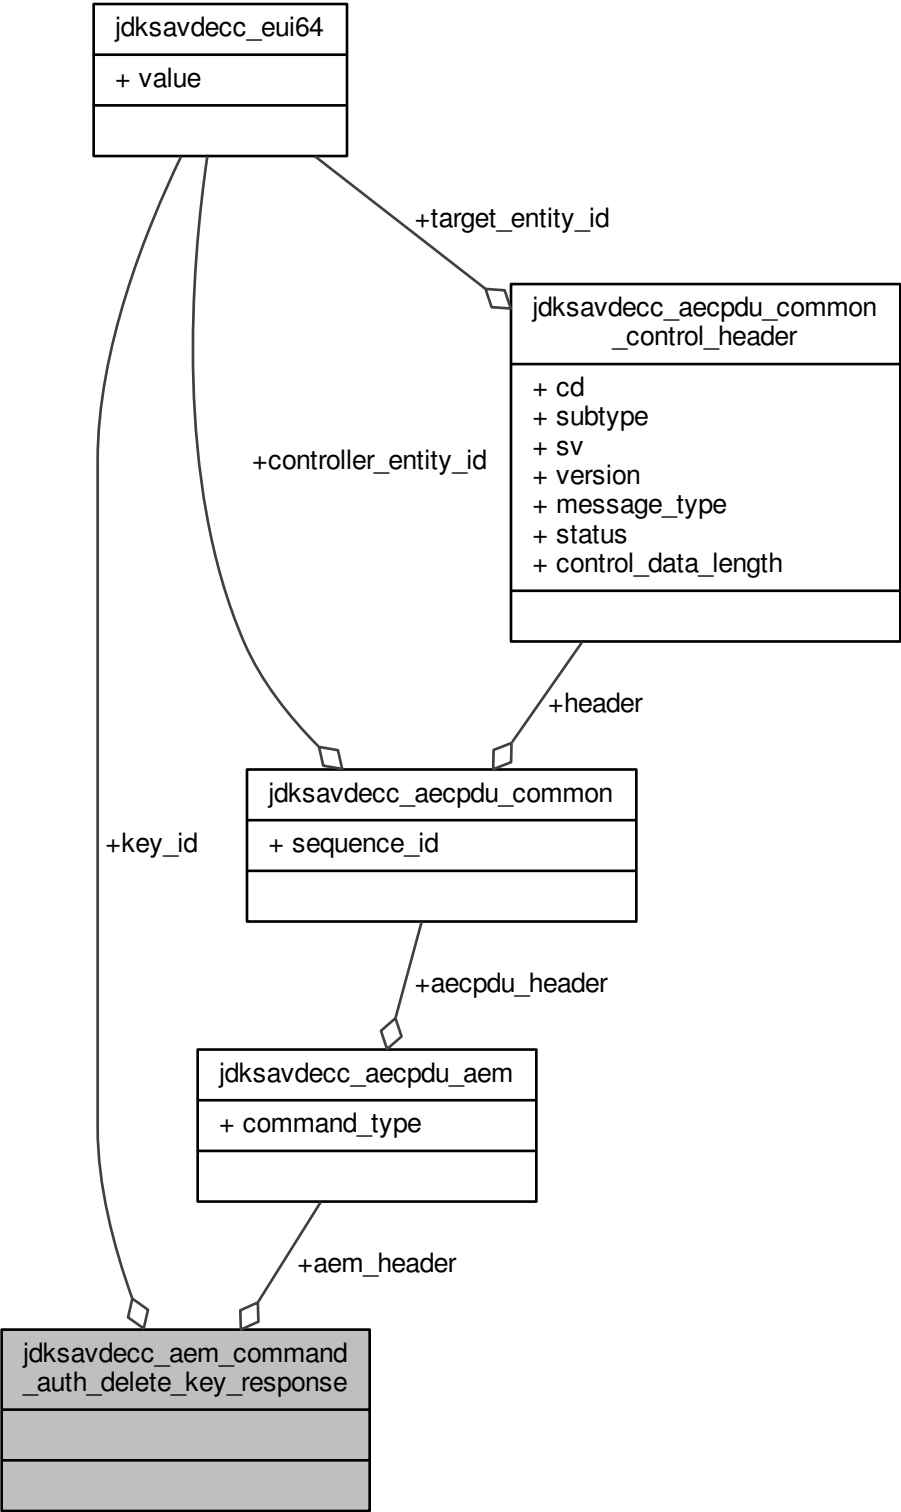 jdksavdecc_eui64
+ value
+target_entity_id
jdksavdecc_aecpdu_common
_control_header
+ cd
+ subtype
+ sv
+ version
+ message_type
+ status
+ control_data_length
+controller_entity_id
+header
jdksavdecc_aecpdu_common
+ sequence_id
+key_id
+aecpdu_header
jdksavdecc_aecpdu_aem
+ command_type
+aem_header
jdksavdecc_aem_command
_auth_delete_key_response